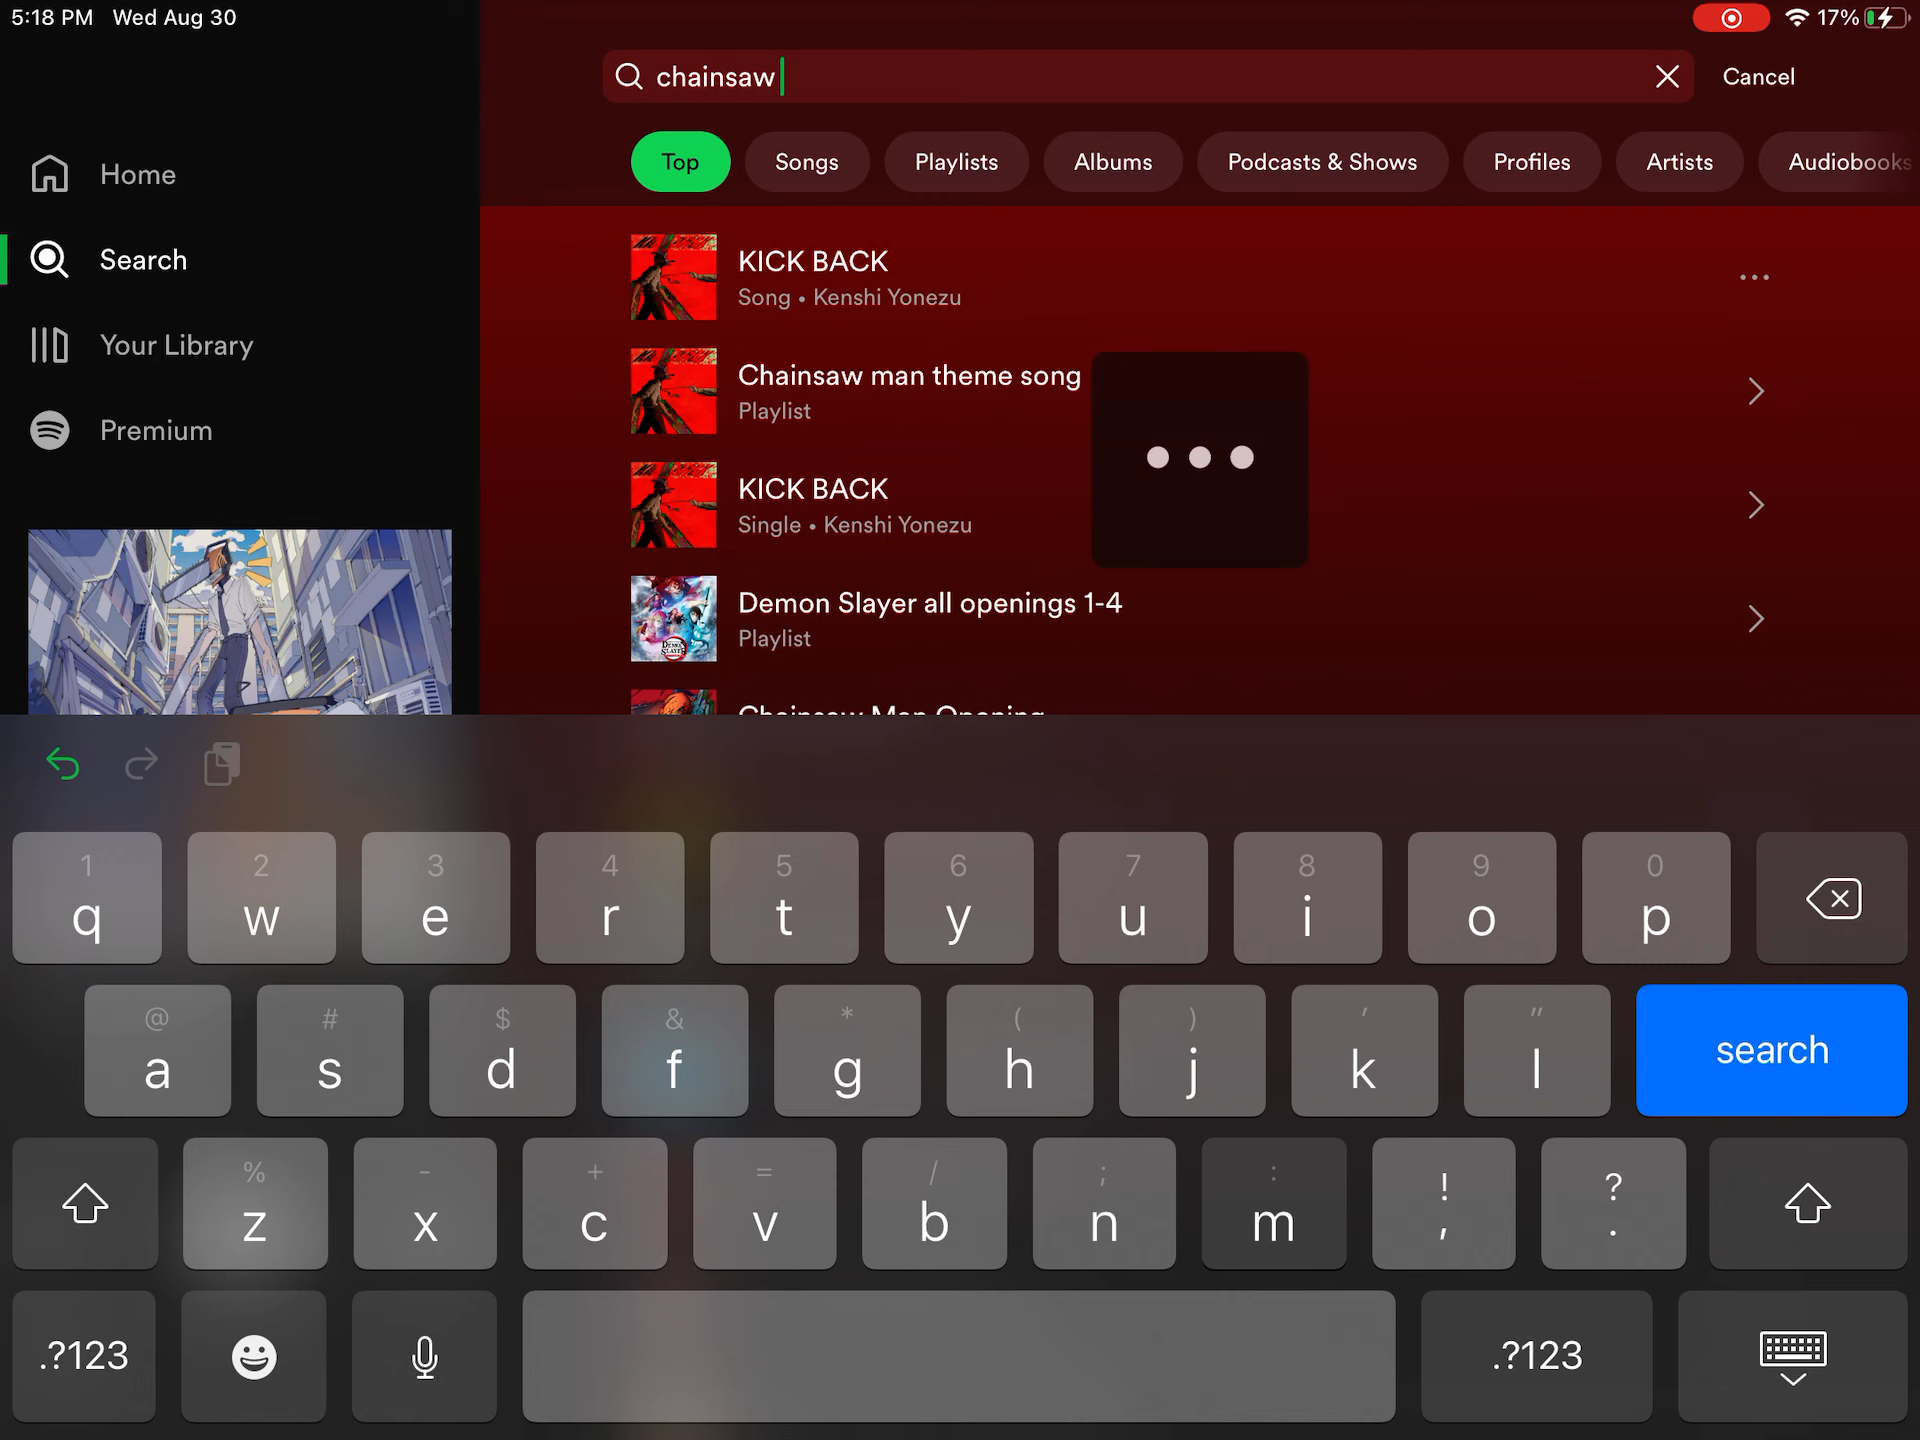 5:18 PM Wed Aug 30
17%
chainsaw
Cancel
Top Songs Playlists Albums Podcasts & Shows Profiles Artists Audiobooks
Home
Search
Your Library
Premium
KICK BACK
Song • Kenshi Yonezu
Chainsaw man theme song
Playlist
KICK BACK
Single • Kenshi Yonezu
Demon Slayer all openings 1-4
Playlist
Chainsaw Man Opening
1 2 3 4 5 6 7 8 9 0
q w e r t y u i o p
@ # $ & * ( ) ' "
a s d f g h j k l
search
% - + = / ; : ! ?
z x c v b n m , .
.?123 .?123